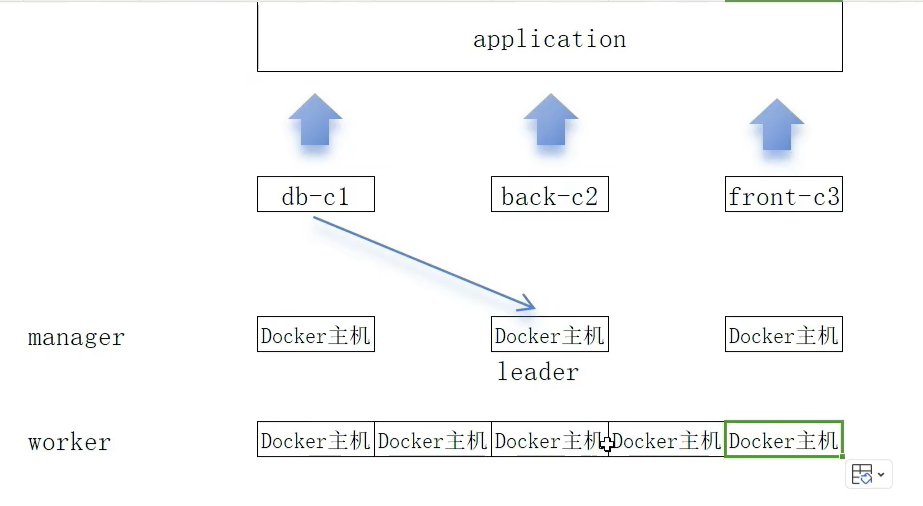 application
db-c1 back-c2 front-c3
manager Docker主机 Docker主机 Docker主机
leader
worker Docker主机 Docker主机 Docker主机 Docker主机 Docker主机